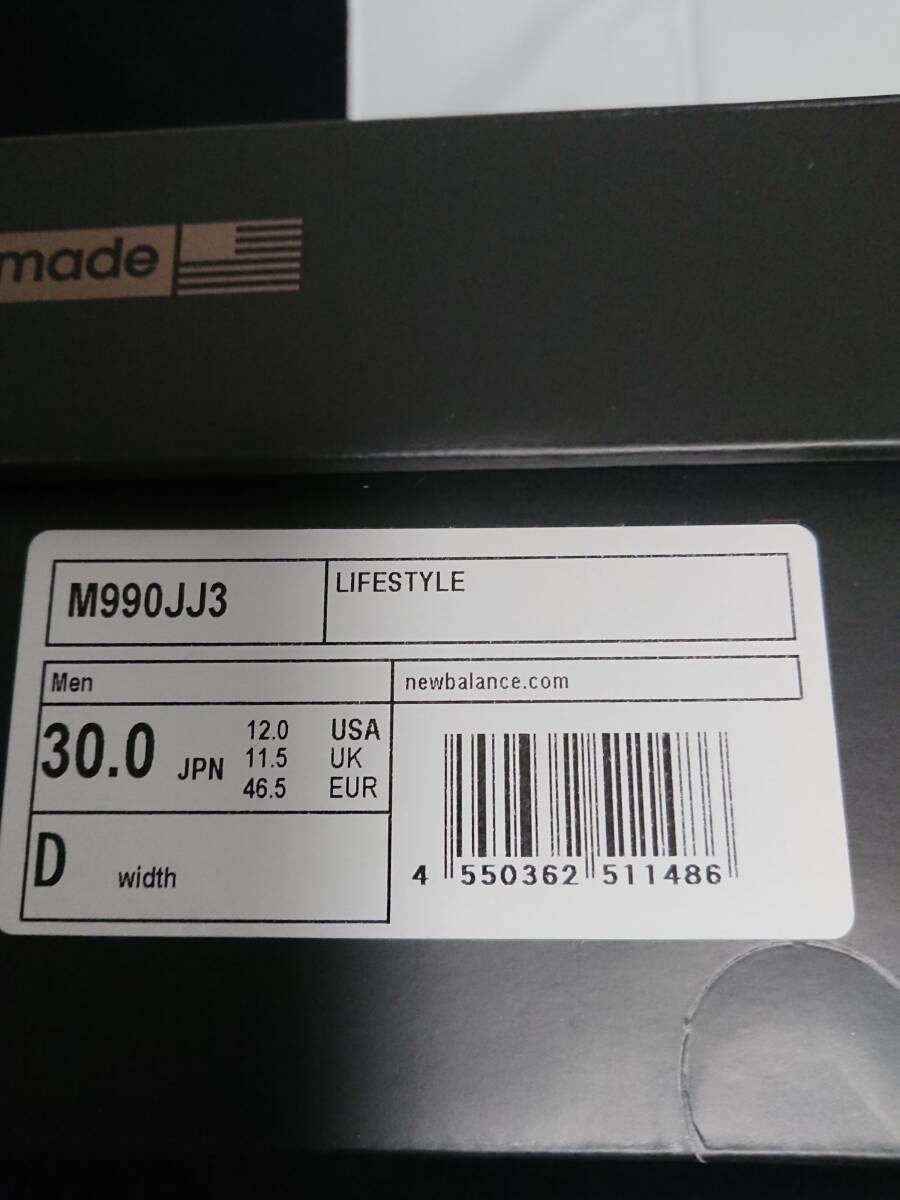 made
M990JJ3
LIFESTYLE
Men
newbalance.com
30.0 JPN
12.0 USA
11.5 UK
46.5 EUR
D width
4 550362 511486